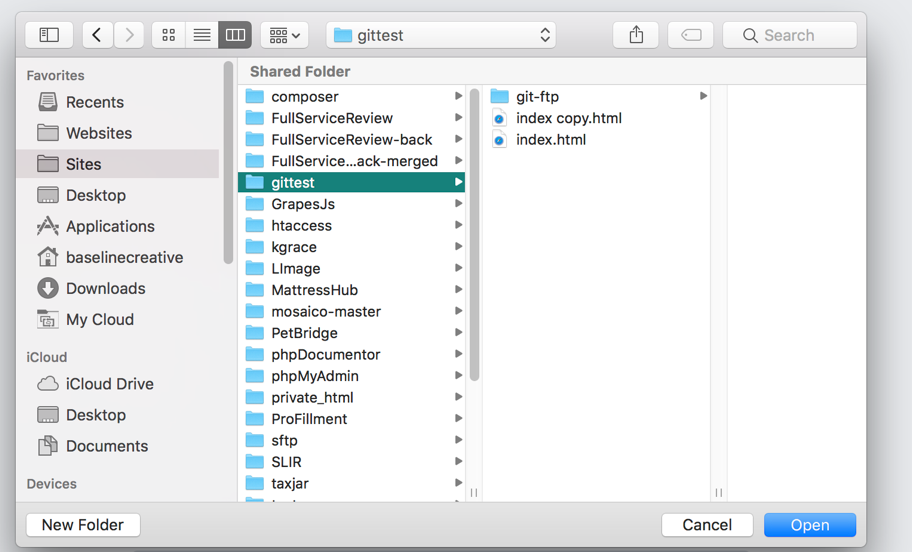 gittest
Search
Favorites
Recents
Websites
Sites
Desktop
Applications
baselinecreative
Downloads
My Cloud
iCloud
iCloud Drive
Desktop
Documents
Devices
Shared Folder
composer
FullServiceReview
FullServiceReview-back
FullService...ack-merged
gittest
GrapesJs
htaccess
kgrace
LImage
MattressHub
mosaico-master
PetBridge
phpDocumentor
phpMyAdmin
private_html
ProFillment
sftp
SLIR
taxjar
git-ftp
index copy.html
index.html
New Folder
Cancel
Open